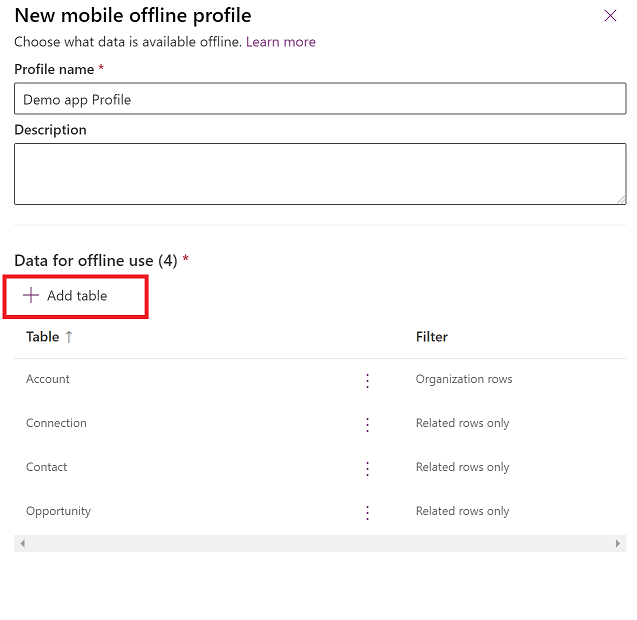 New mobile offline profile
Choose what data is available offline. Learn more
Profile name *
Demo app Profile
Description
Data for offline use (4) *
+ Add table
Table ↑ Filter
Account Organization rows
Connection Related rows only
Contact Related rows only
Opportunity Related rows only